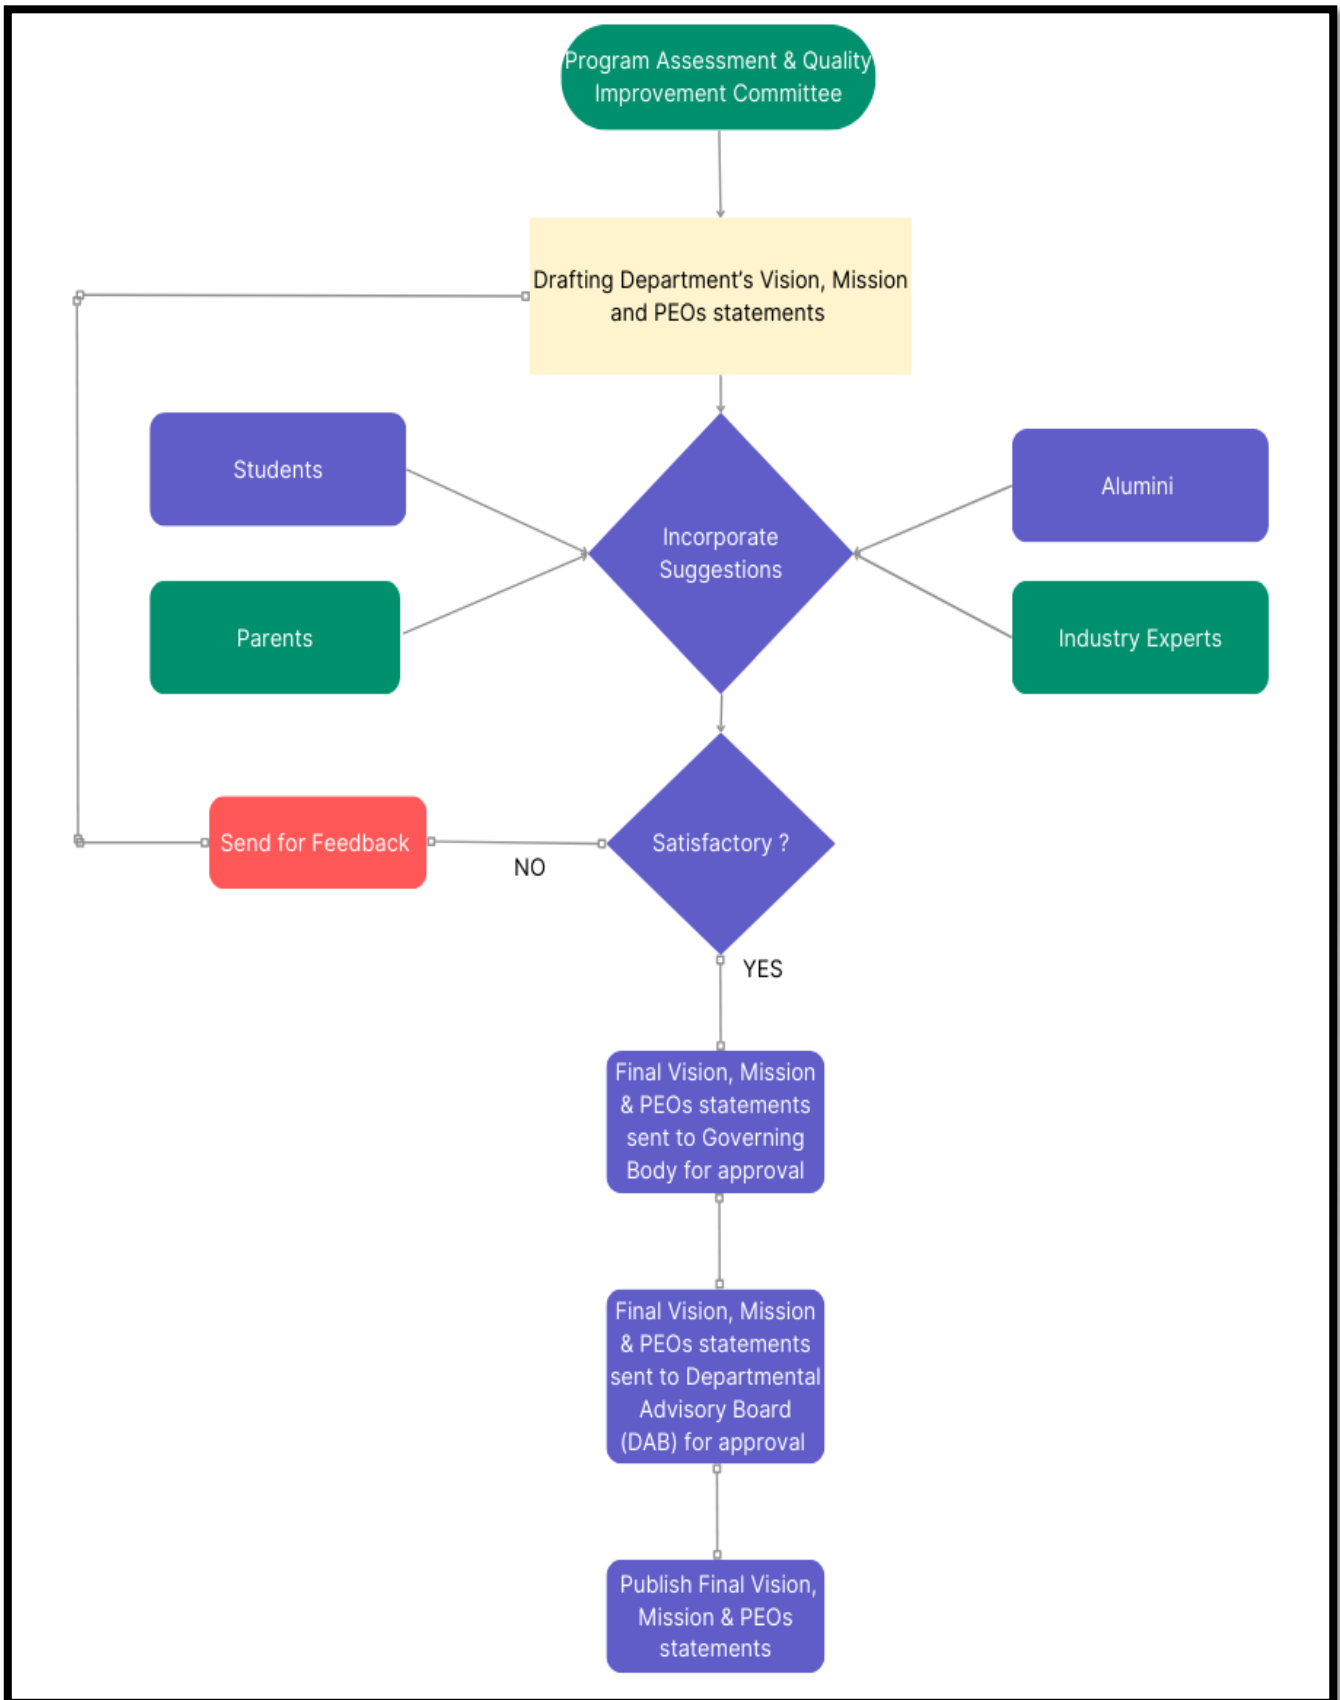 Program Assessment & Quality
Improvement Committee
Drafting Department's Vision, Mission
and PEOs statements
Students
Alumini
Incorporate
Suggestions
Parents
Industry Experts
Send for Feedback
NO
Satisfactory ?
YES
Final Vision, Mission
& PEOs statements
sent to Governing
Body for approval
Final Vision, Mission
& PEOs statements
sent to Departmental
Advisory Board
(DAB) for approval
Publish Final Vision,
Mission & PEOs
statements